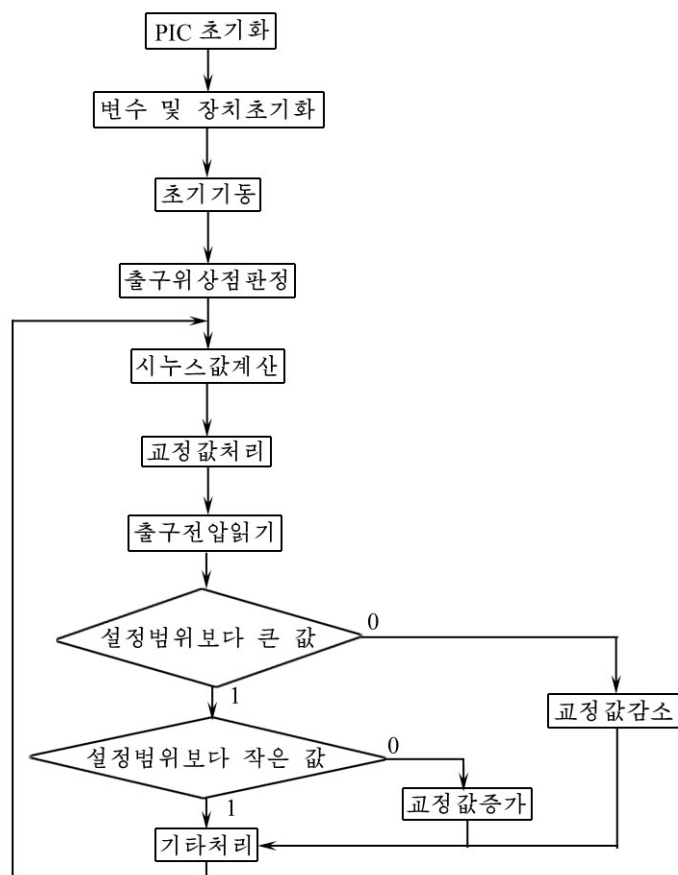 PIC 초기화
변수 및 장치초기화
초기기동
출구위상점판정
시누스값계산
교정값처리
출구전압읽기
설정범위보다 큰 값
0
1
교정값감소
설정범위보다 작은 값
0
1
교정값증가
기타처리